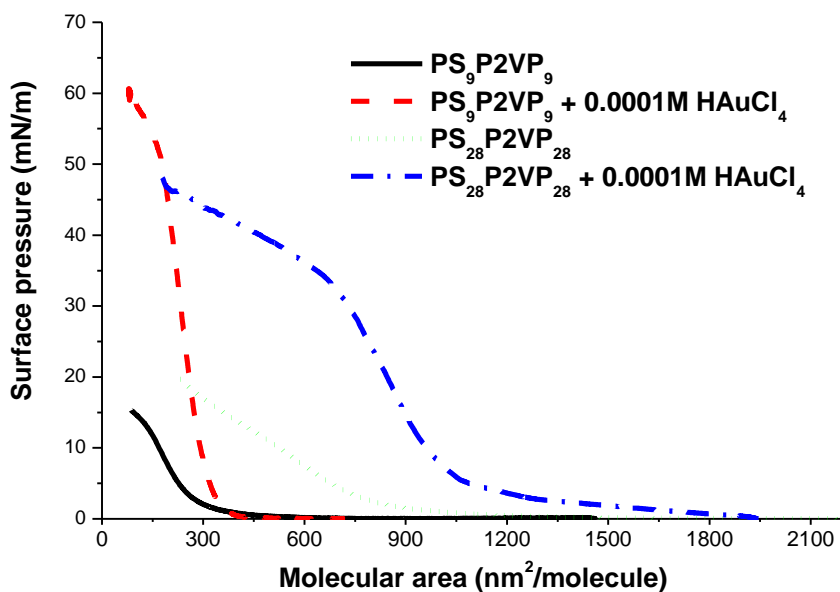 70
60
50
40
30
20
10
0
0
300
600
900
1200
1500
1800
2100
Surface pressure (mN/m)
Molecular area (nm²/molecule)
PS₉P2VP₉
PS₉P2VP₉ + 0.0001M HAuCl₄
PS₂₈P2VP₂₈
PS₂₈P2VP₂₈ + 0.0001M HAuCl₄